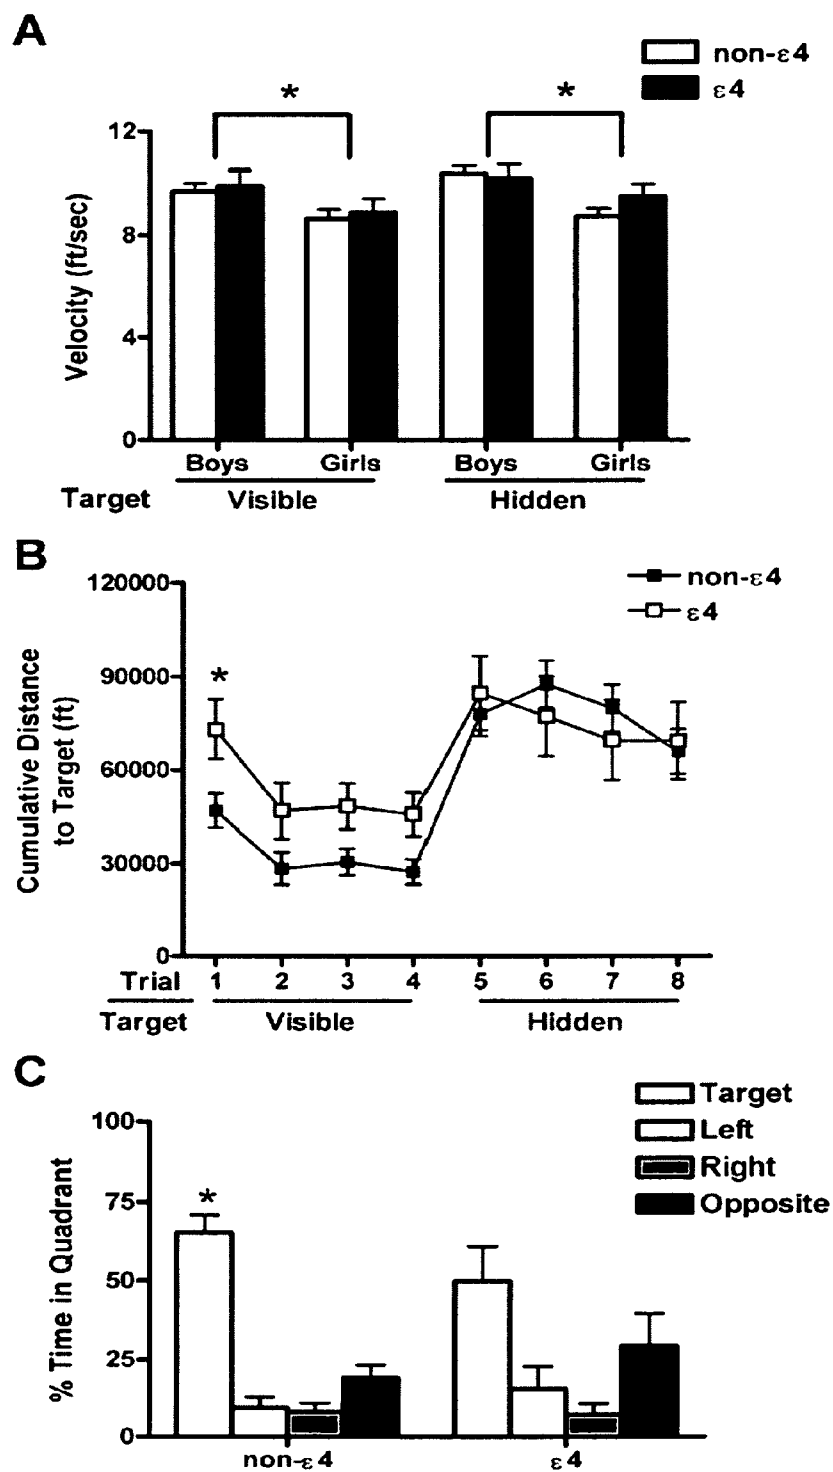 A
non-ε4
ε4
*
*
12
8
4
0
Velocity (ft/sec)
Boys Girls Boys Girls
Target Visible Hidden
B
non-ε4
ε4
120000
90000
60000
30000
0
*
Cumulative Distance
to Target (ft)
Trial 1 2 3 4 5 6 7 8
Target Visible Hidden
C
Target
Left
Right
Opposite
100
75
50
25
0
*
% Time in Quadrant
non-ε4 ε4